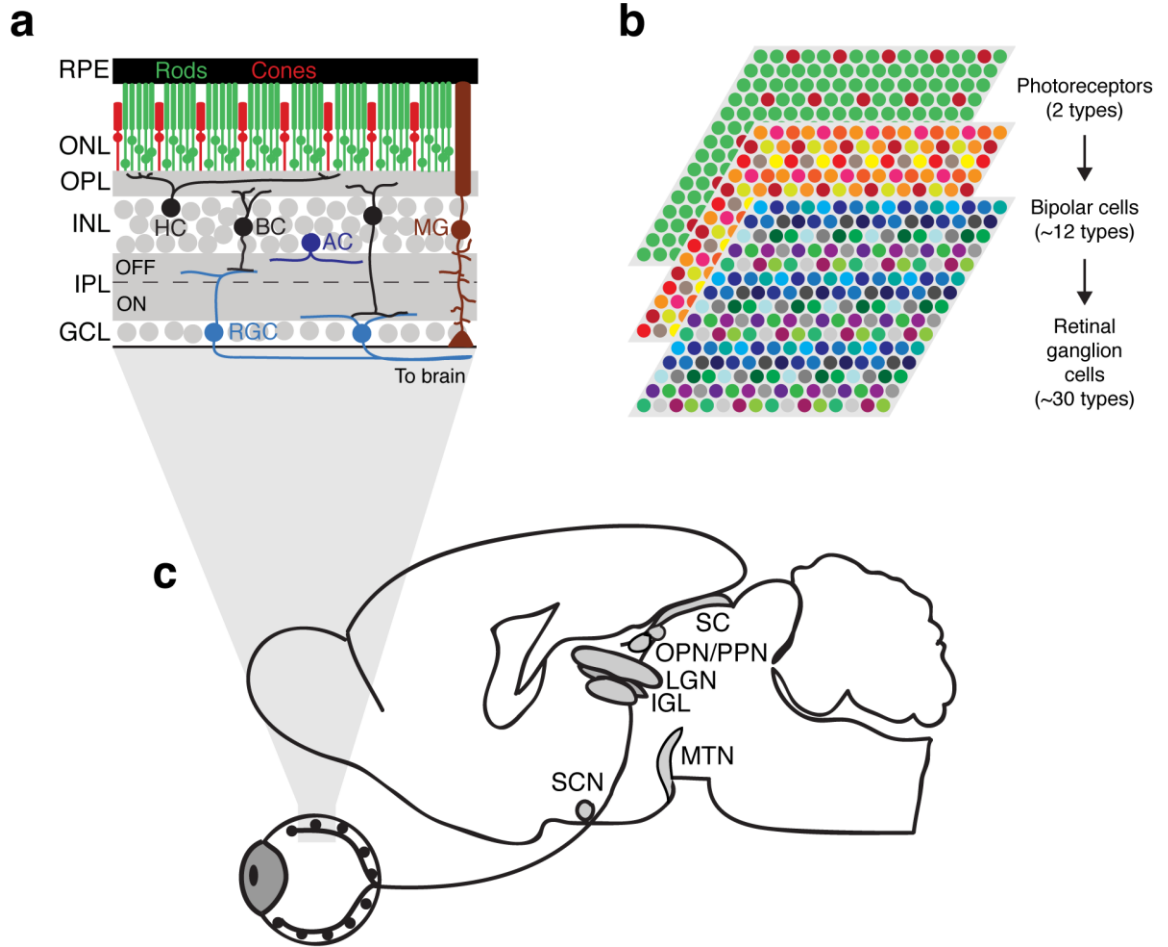 a
RPE
Rods
Cones
ONL
OPL
INL
HC
BC
AC
MG
OFF
IPL
ON
GCL
RGC
To brain
b
Photoreceptors
(2 types)
Bipolar cells
(~12 types)
Retinal
ganglion
cells
(~30 types)
c
SC
OPN/PPN
LGN
IGL
MTN
SCN